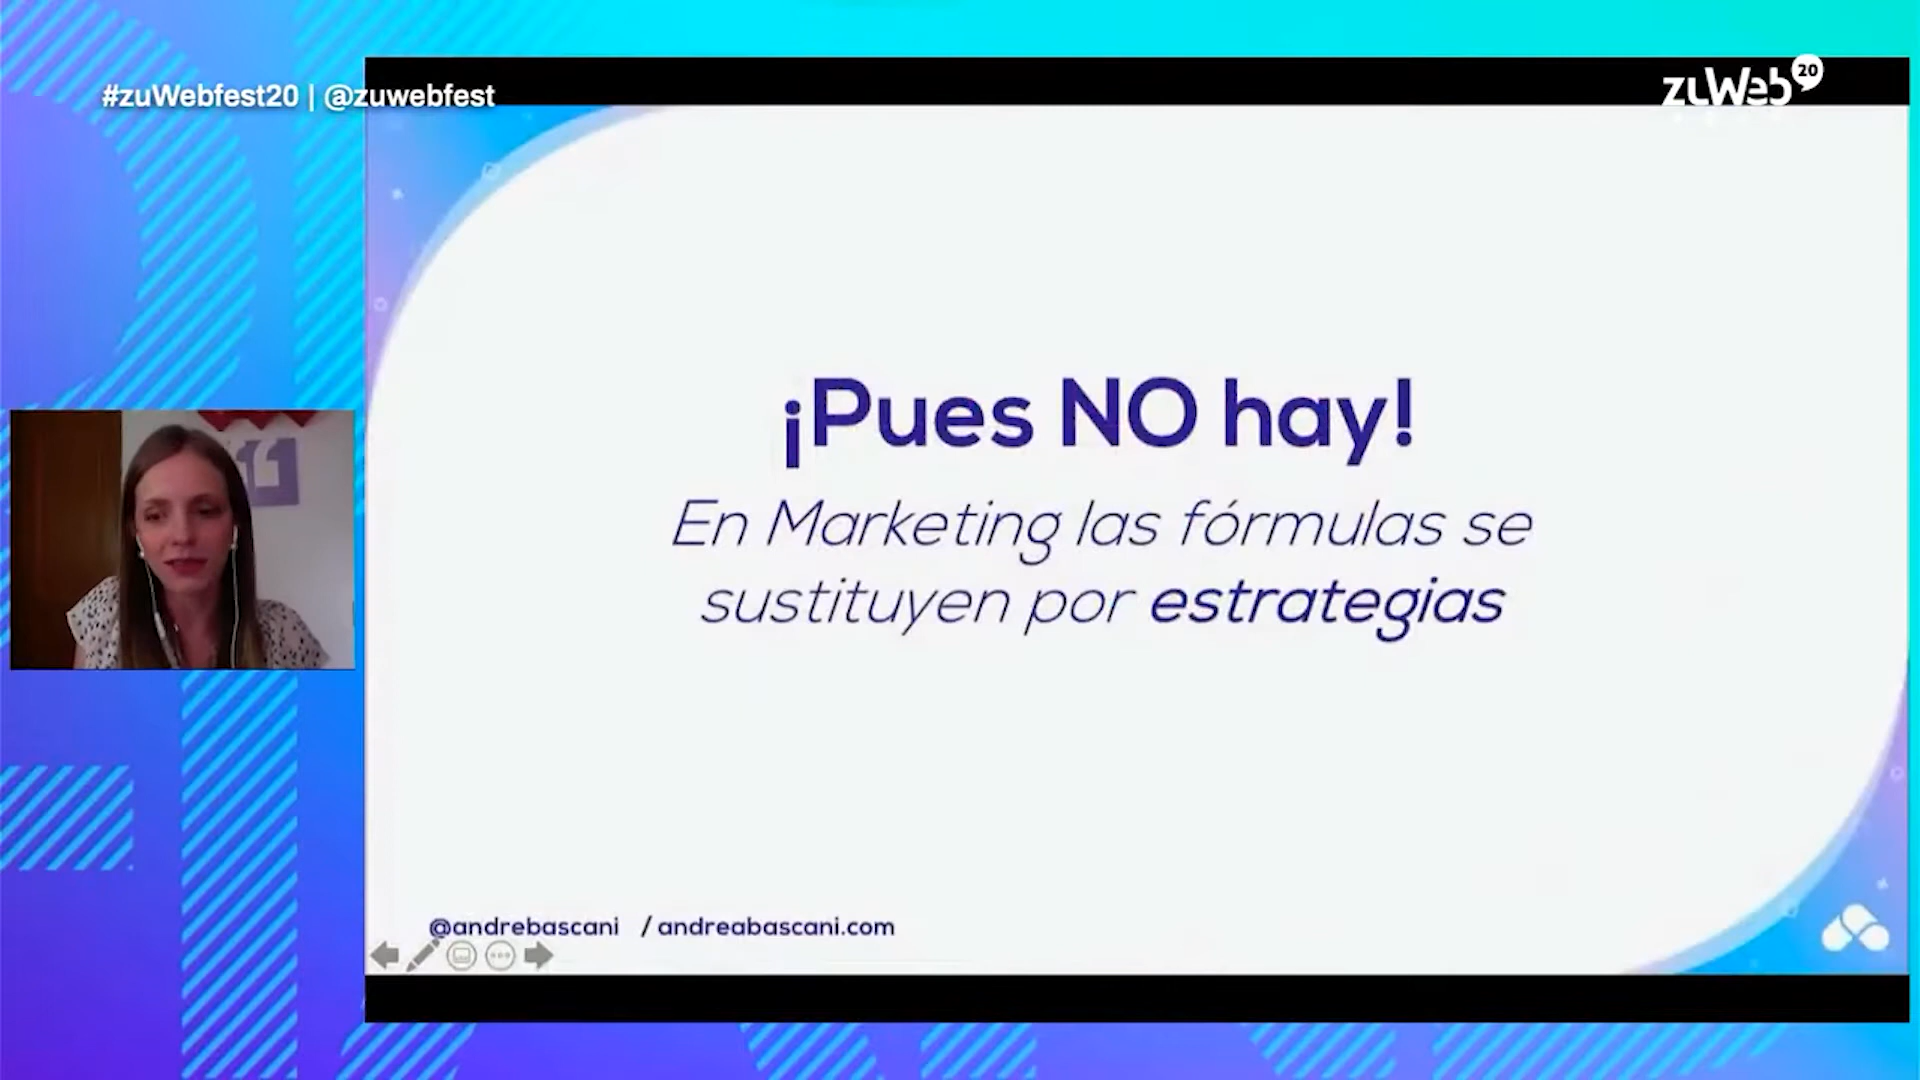 #zuWebfest20 | @zuwebfest
zuWeb 20
¡Pues NO hay!
En Marketing las fórmulas se
sustituyen por estrategias
@andrebascani / andreabascani.com